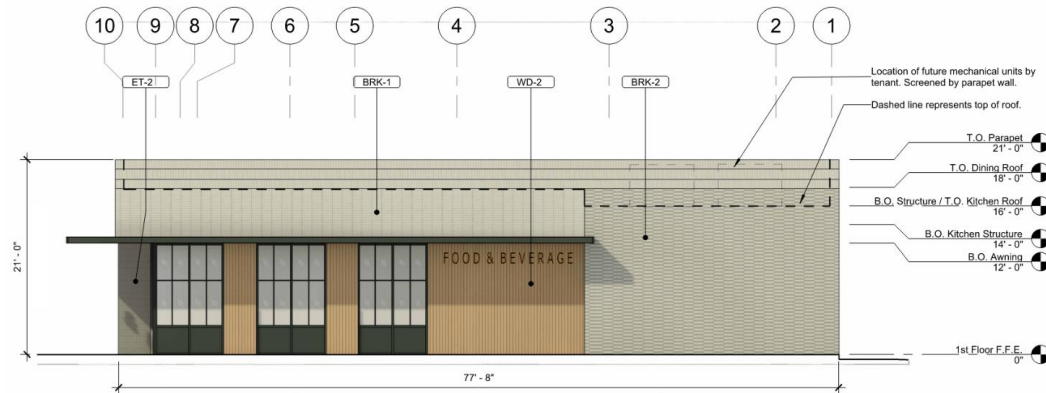 10
9
8
7
6
5
4
3
2
1
ET-2
BRK-1
WD-2
BRK-2
Location of future mechanical units by
tenant. Screened by parapet wall.
Dashed line represents top of roof.
T.O. Parapet
21' - 0"
T.O. Dining Roof
18' - 0"
B.O. Structure / T.O. Kitchen Roof
16' - 0"
B.O. Kitchen Structure
14' - 0"
B.O. Awning
12' - 0"
21' - 0"
FOOD & BEVERAGE
1st Floor F.F.E.
0"
77' - 8"